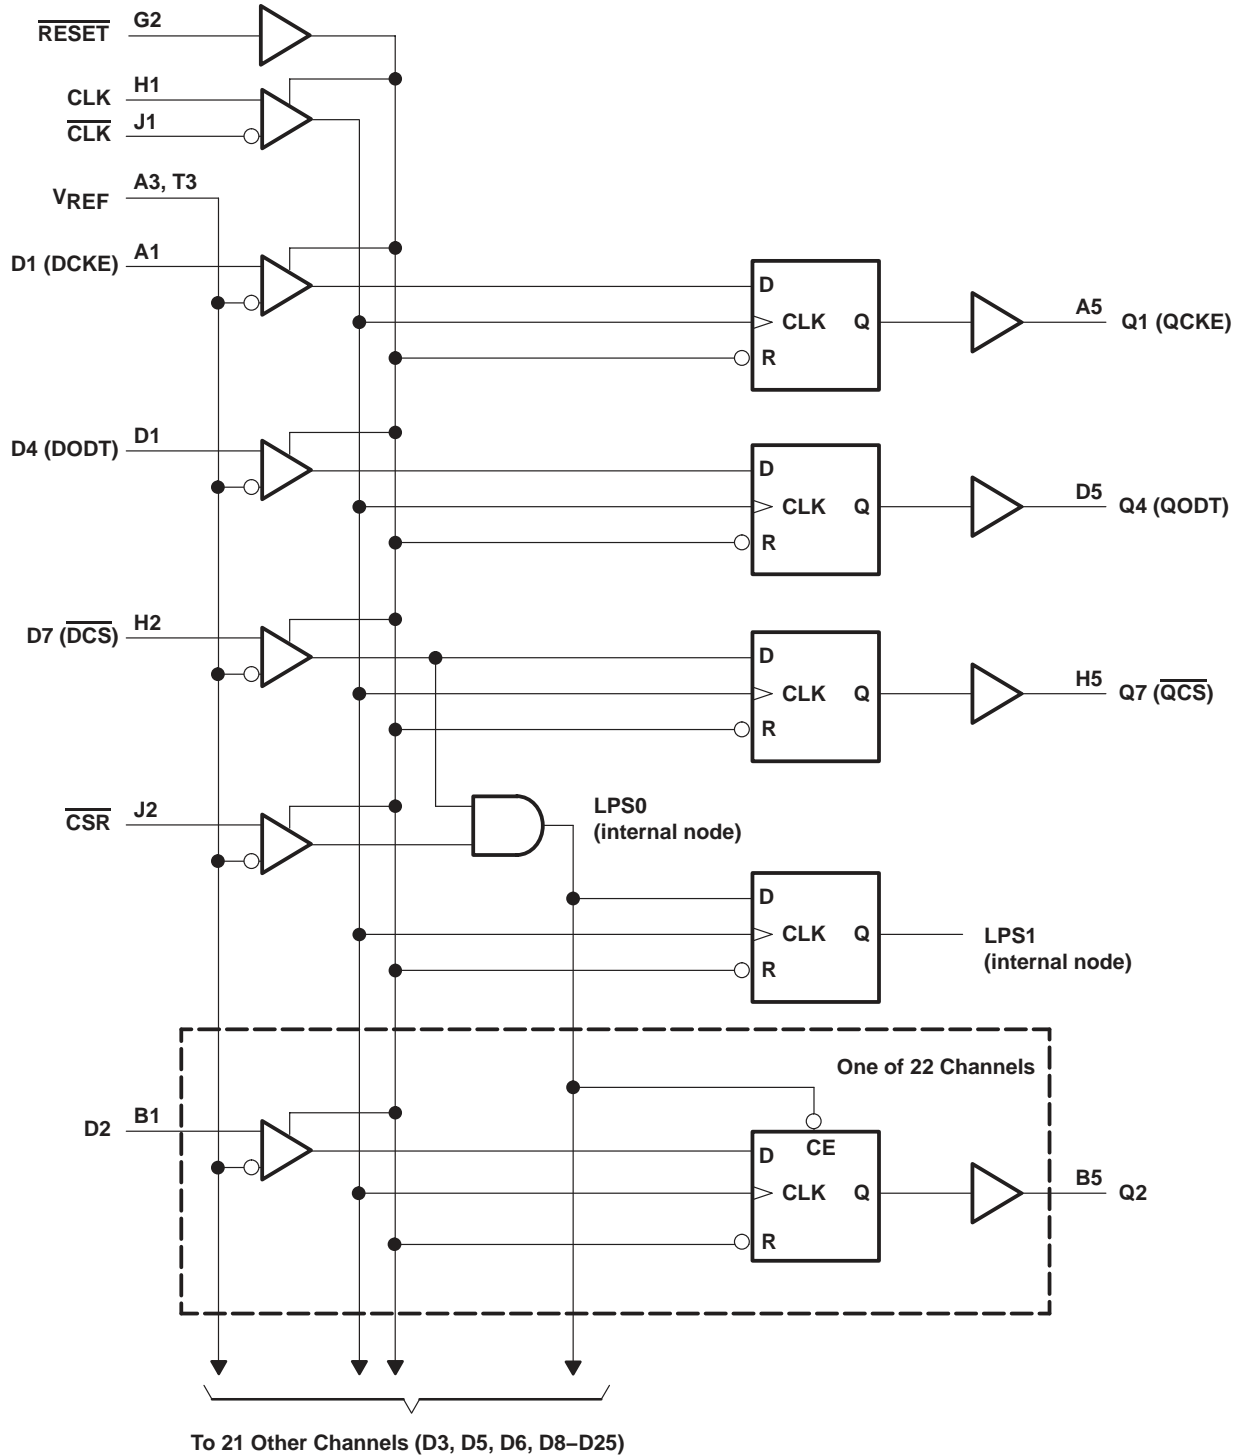 RESET G2
CLK H1
CLK J1
VREF A3, T3
D1 (DCKE) A1
D
CLK Q
R
A5 Q1 (QCKE)
D4 (DODT) D1
D
CLK Q
R
D5 Q4 (QODT)
D7 (DCS) H2
D
CLK Q
R
H5 Q7 (QCS)
CSR J2
LPS0
(internal node)
D
CLK Q
R
LPS1
(internal node)
One of 22 Channels
D2 B1
CE
D
CLK Q
R
B5 Q2
To 21 Other Channels (D3, D5, D6, D8–D25)